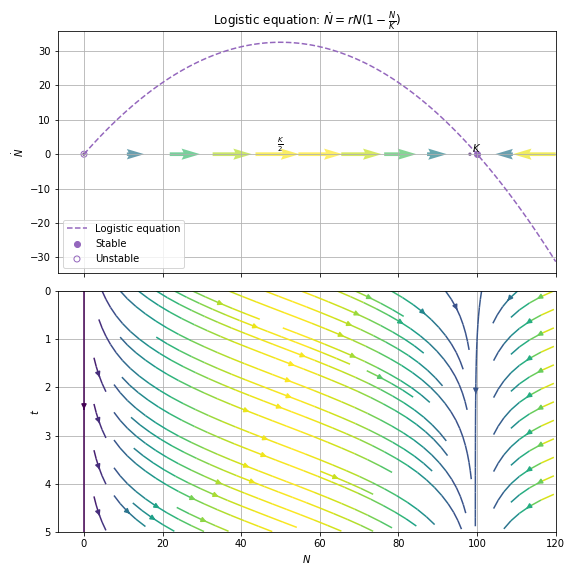 Logistic equation: Ṅ = rN(1 − N/K)
30
20
10
0
−10
−20
−30
Ṅ
K/2
K
Logistic equation
Stable
Unstable
0
1
2
3
4
5
t
0 20 40 60 80 100 120
N